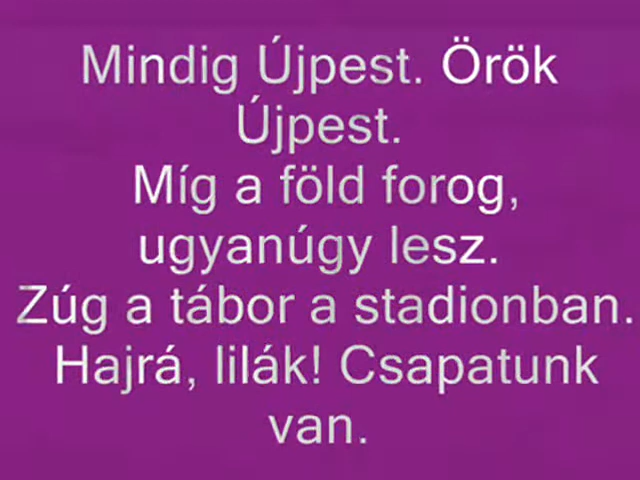 Mindig Újpest. Örök
Újpest.
Míg a föld forog,
ugyanúgy lesz.
Zúg a tábor a stadionban.
Hajrá, lilák! Csapatunk
van.